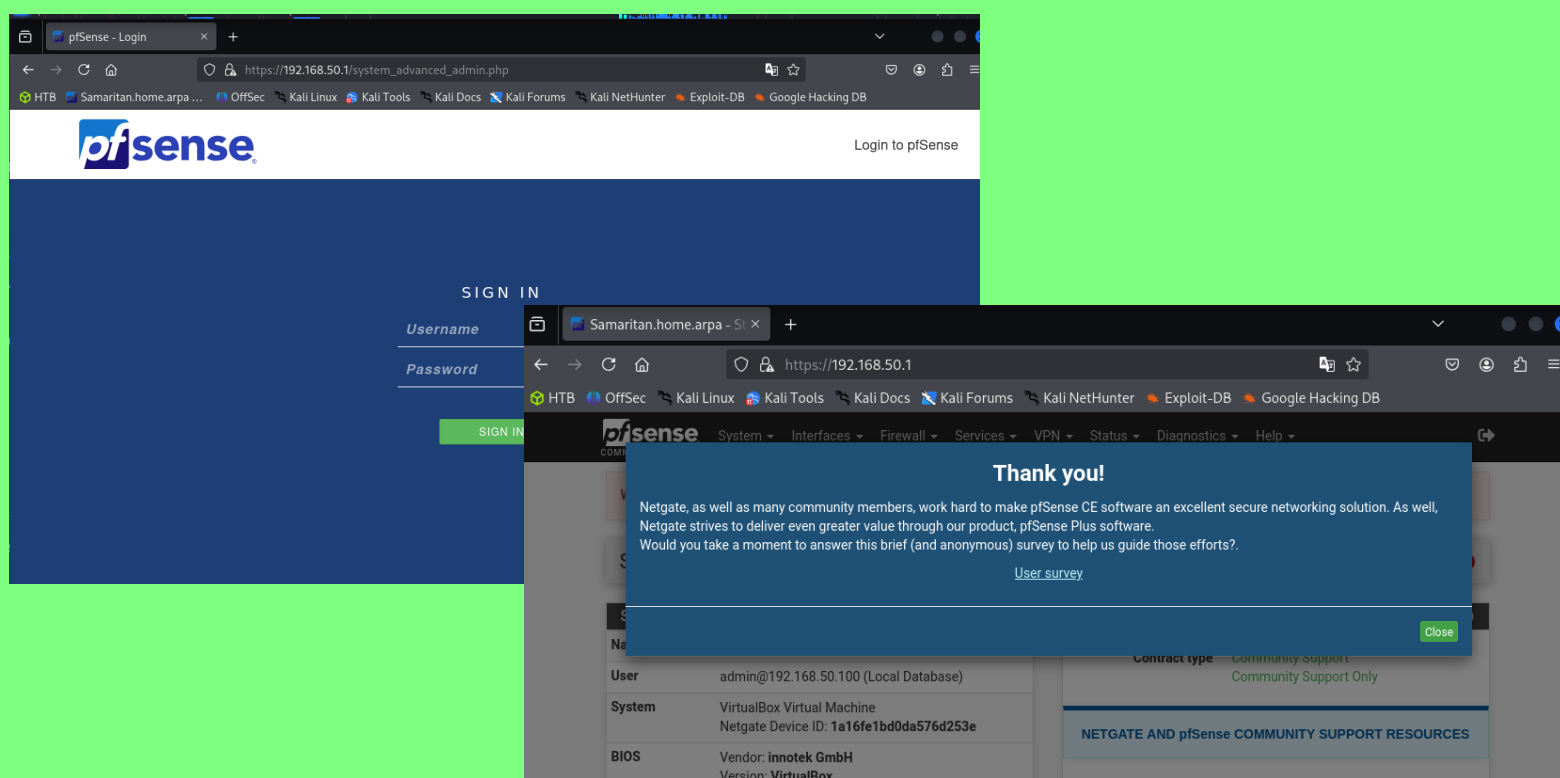 pfSense - Login
https://192.168.50.1/system_advanced_admin.php
HTB Samaritan.home.arpa ... OffSec Kali Linux Kali Tools Kali Docs Kali Forums Kali NetHunter Exploit-DB Google Hacking DB
pfsense
Login to pfSense
SIGN IN
Username
Password
SIGN IN
Samaritan.home.arpa - St
https://192.168.50.1
HTB OffSec Kali Linux Kali Tools Kali Docs Kali Forums Kali NetHunter Exploit-DB Google Hacking DB
pfsense System Interfaces Firewall Services VPN Status Diagnostics Help
Thank you!
Netgate, as well as many community members, work hard to make pfSense CE software an excellent secure networking solution. As well,
Netgate strives to deliver even greater value through our product, pfSense Plus software.
Would you take a moment to answer this brief (and anonymous) survey to help us guide those efforts?.
User survey
Close
Contract type Community Support
Community Support Only
User admin@192.168.50.100 (Local Database)
System VirtualBox Virtual Machine
Netgate Device ID: 1a16fe1bd0da576d253e
BIOS Vendor: innotek GmbH
Version: VirtualBox
NETGATE AND pfSense COMMUNITY SUPPORT RESOURCES